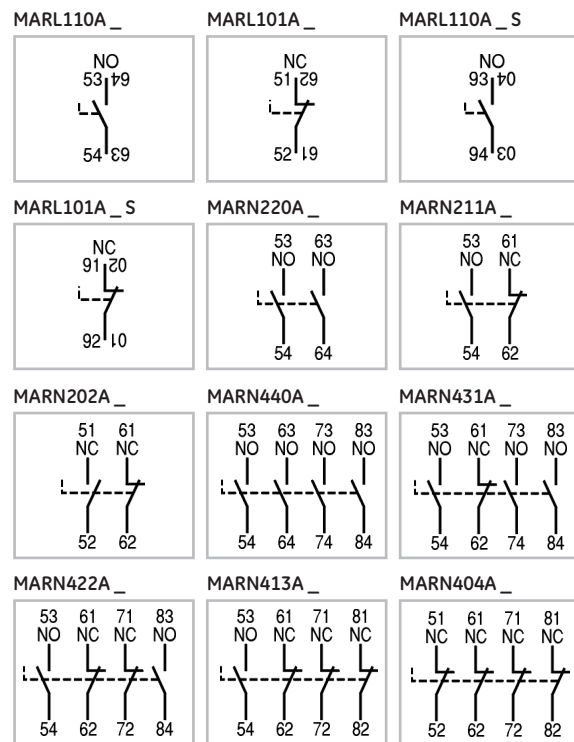 MARL110A _
NO
53 64
54 63
MARL101A _
NC
51 62
52 61
MARL110A _ S
NO
93 04
94 03
MARL101A _ S
NC
91 02
92 01
MARN220A _
53 63
NO NO
54 64
MARN211A _
53 61
NO NC
54 62
MARN202A _
51 61
NC NC
52 62
MARN440A _
53 63 73 83
NO NO NO NO
54 64 74 84
MARN431A _
53 61 73 83
NO NC NO NO
54 62 74 84
MARN422A _
53 61 71 83
NO NC NC NO
54 62 72 84
MARN413A _
53 61 71 81
NO NC NC NC
54 62 72 82
MARN404A _
51 61 71 81
NC NC NC NC
52 62 72 82